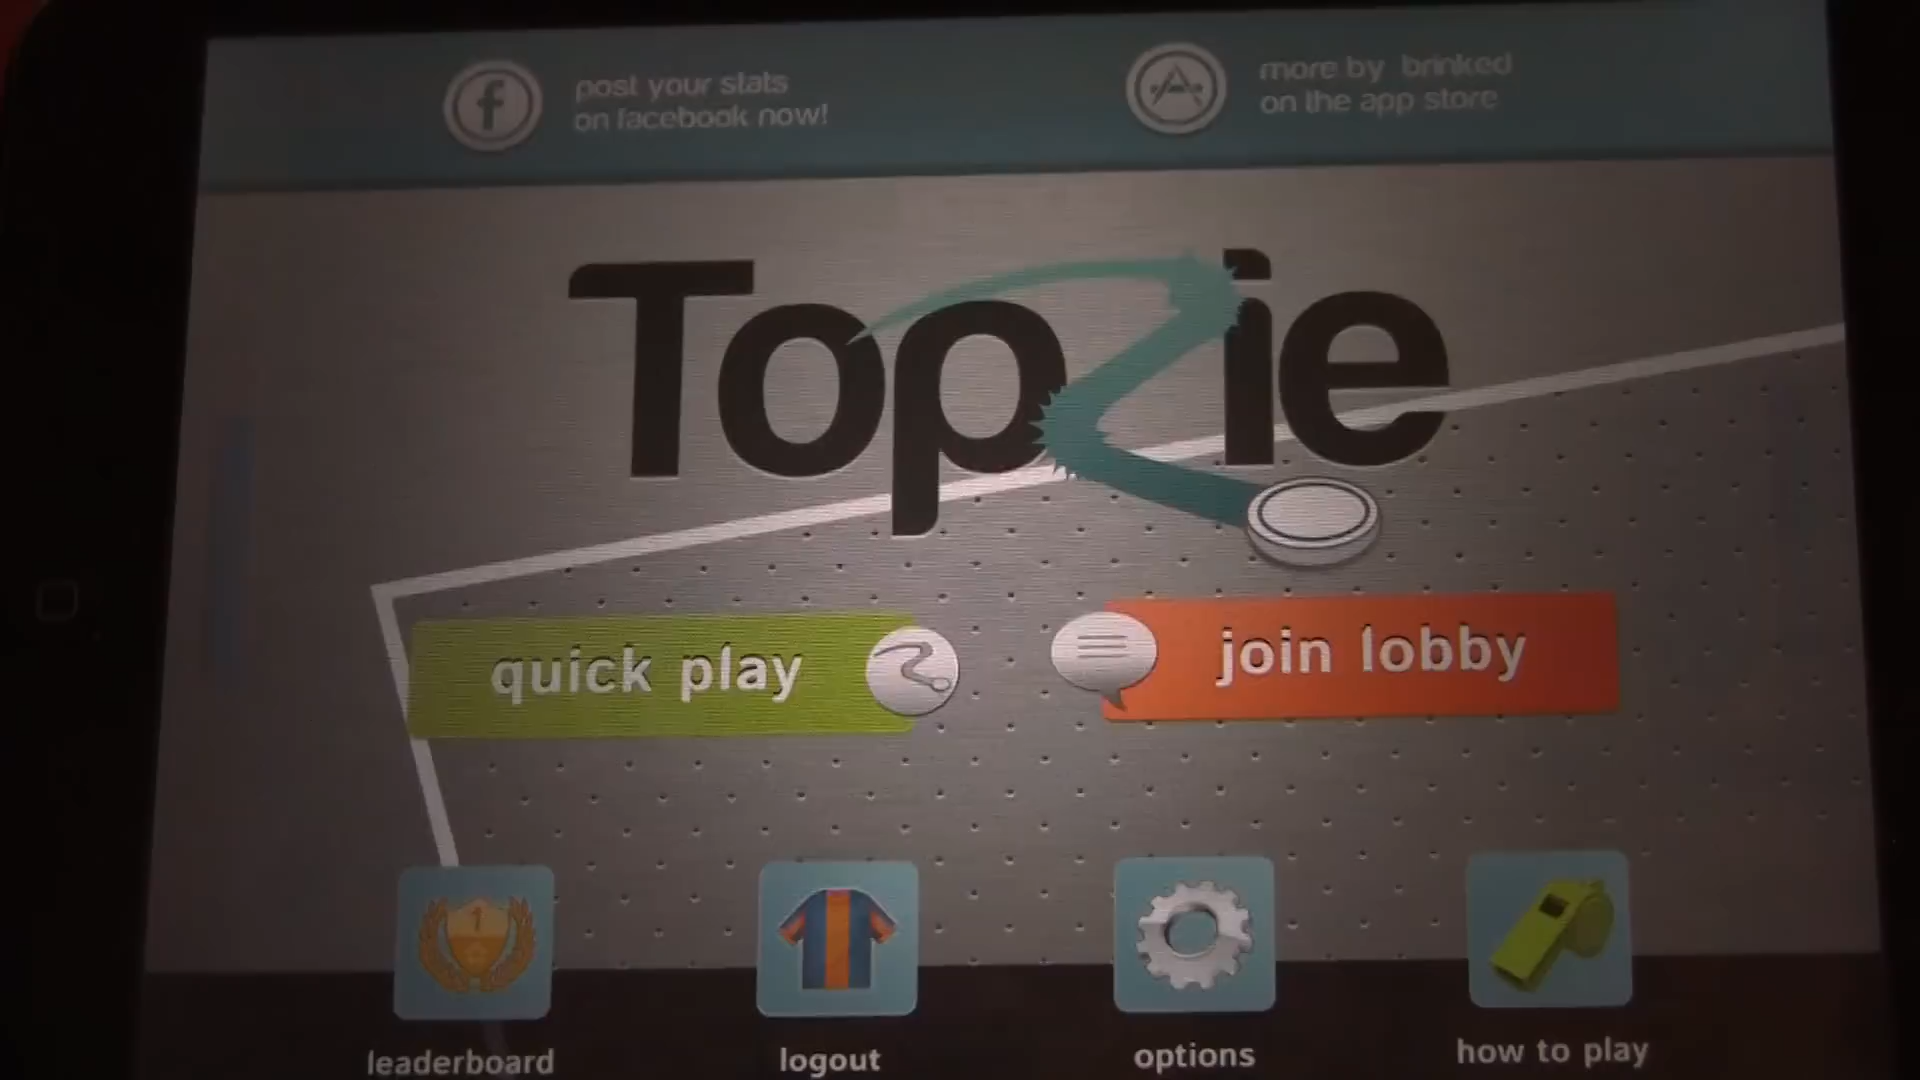 post your stats
on facebook now!
more by brinked
on the app store
Topzie
quick play
join lobby
leaderboard
logout
options
how to play